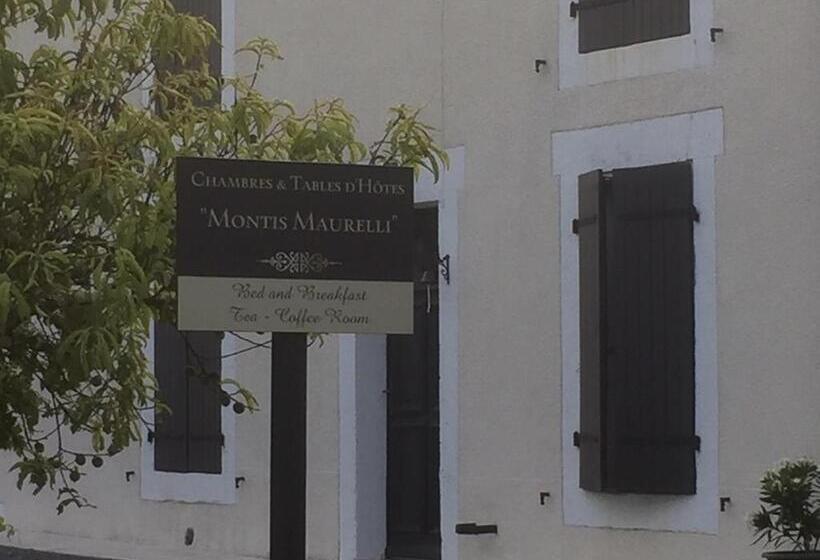 Chambres & Tables d'Hôtes
"Montis Maurelli"
Bed and Breakfast
Tea - Coffee Room